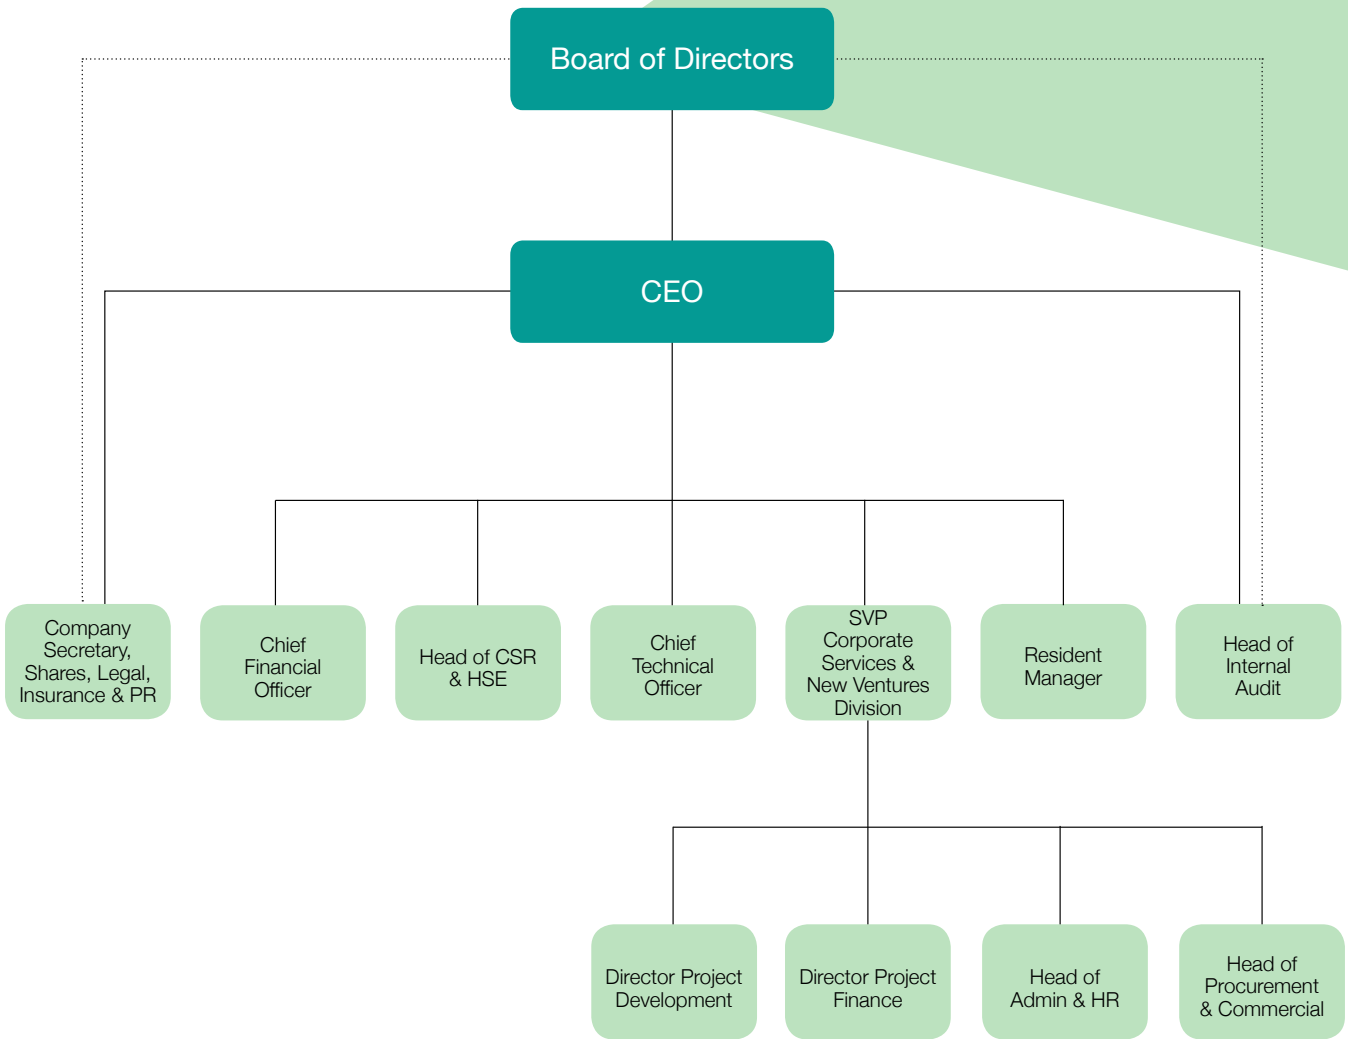 Board of Directors
CEO
Company
Secretary,
Shares, Legal,
Insurance & PR
Chief
Financial
Officer
Head of CSR
& HSE
Chief
Technical
Officer
SVP
Corporate
Services &
New Ventures
Division
Resident
Manager
Head of
Internal
Audit
Director Project
Development
Director Project
Finance
Head of
Admin & HR
Head of
Procurement
& Commercial